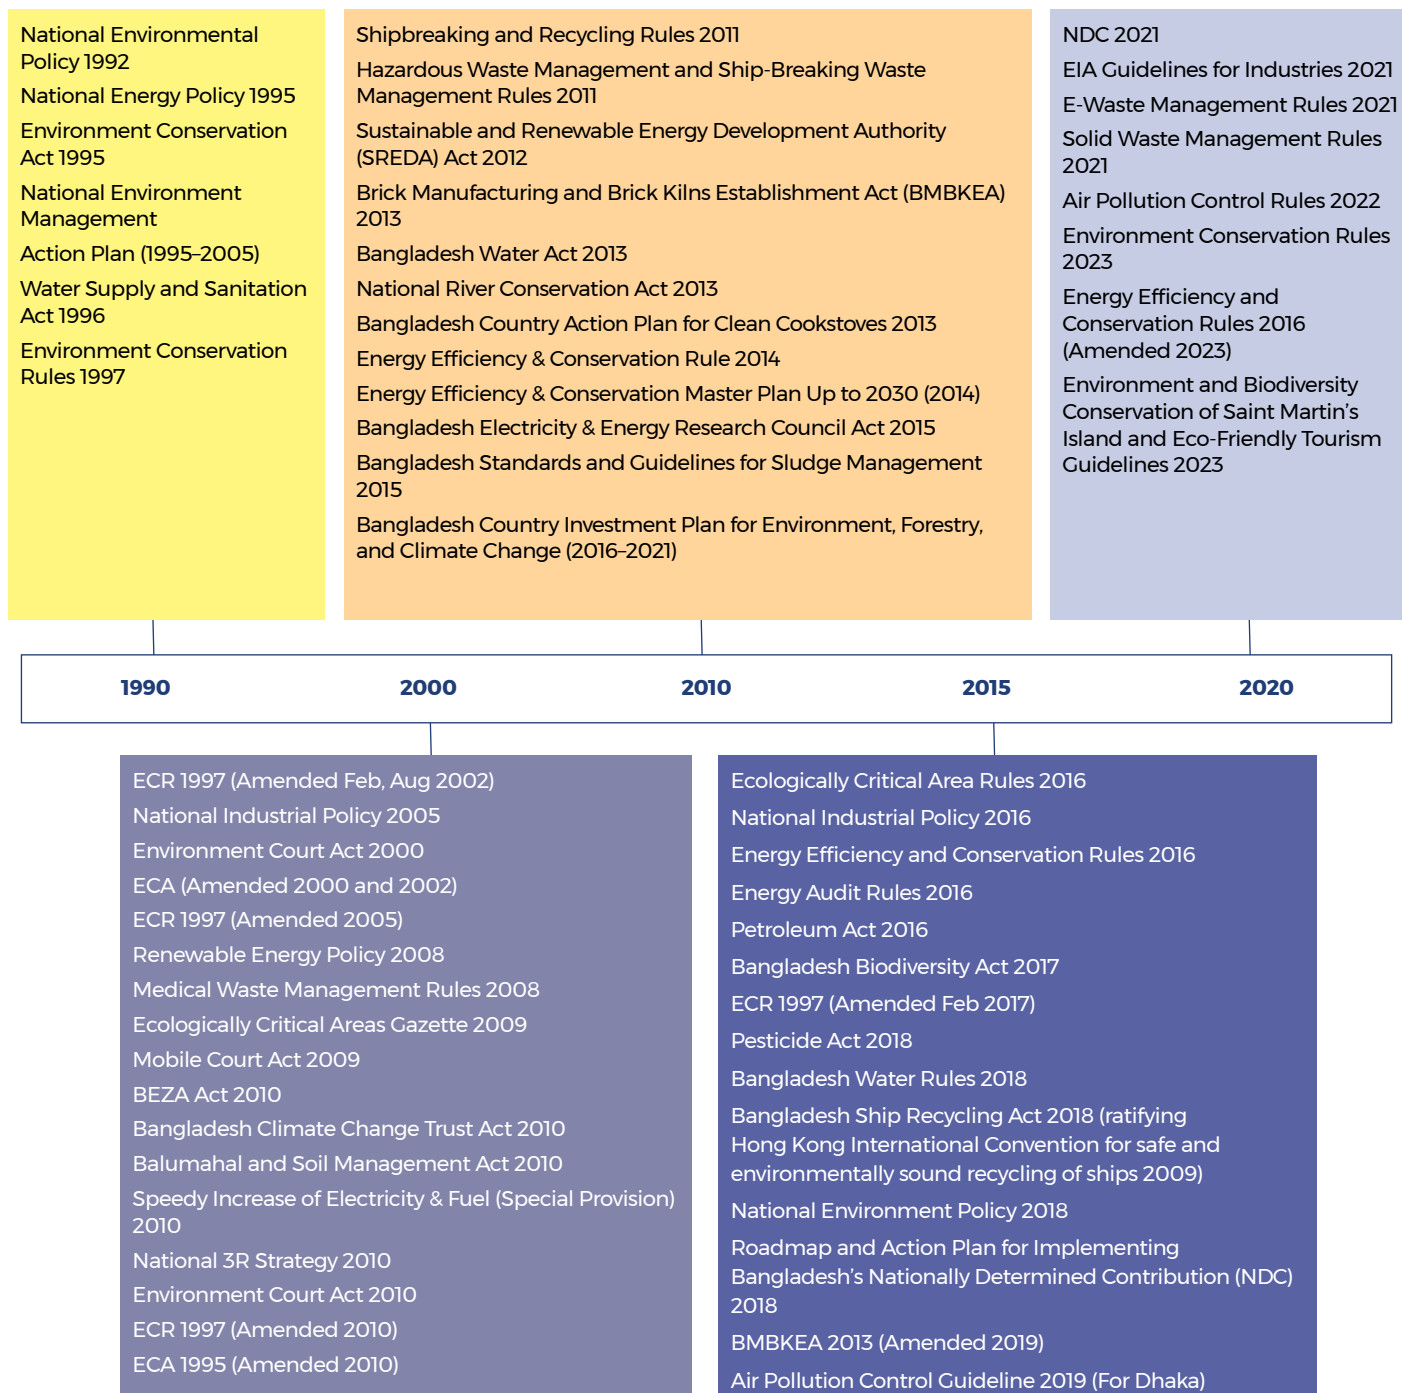 National Environmental
Policy 1992
National Energy Policy 1995
Environment Conservation
Act 1995
National Environment
Management
Action Plan (1995–2005)
Water Supply and Sanitation
Act 1996
Environment Conservation
Rules 1997
Shipbreaking and Recycling Rules 2011
Hazardous Waste Management and Ship-Breaking Waste
Management Rules 2011
Sustainable and Renewable Energy Development Authority
(SREDA) Act 2012
Brick Manufacturing and Brick Kilns Establishment Act (BMBKEA)
2013
Bangladesh Water Act 2013
National River Conservation Act 2013
Bangladesh Country Action Plan for Clean Cookstoves 2013
Energy Efficiency & Conservation Rule 2014
Energy Efficiency & Conservation Master Plan Up to 2030 (2014)
Bangladesh Electricity & Energy Research Council Act 2015
Bangladesh Standards and Guidelines for Sludge Management
2015
Bangladesh Country Investment Plan for Environment, Forestry,
and Climate Change (2016–2021)
NDC 2021
EIA Guidelines for Industries 2021
E-Waste Management Rules 2021
Solid Waste Management Rules
2021
Air Pollution Control Rules 2022
Environment Conservation Rules
2023
Energy Efficiency and
Conservation Rules 2016
(Amended 2023)
Environment and Biodiversity
Conservation of Saint Martin’s
Island and Eco-Friendly Tourism
Guidelines 2023
1990 2000 2010 2015 2020
ECR 1997 (Amended Feb, Aug 2002)
National Industrial Policy 2005
Environment Court Act 2000
ECA (Amended 2000 and 2002)
ECR 1997 (Amended 2005)
Renewable Energy Policy 2008
Medical Waste Management Rules 2008
Ecologically Critical Areas Gazette 2009
Mobile Court Act 2009
BEZA Act 2010
Bangladesh Climate Change Trust Act 2010
Balumahal and Soil Management Act 2010
Speedy Increase of Electricity & Fuel (Special Provision)
2010
National 3R Strategy 2010
Environment Court Act 2010
ECR 1997 (Amended 2010)
ECA 1995 (Amended 2010)
Ecologically Critical Area Rules 2016
National Industrial Policy 2016
Energy Efficiency and Conservation Rules 2016
Energy Audit Rules 2016
Petroleum Act 2016
Bangladesh Biodiversity Act 2017
ECR 1997 (Amended Feb 2017)
Pesticide Act 2018
Bangladesh Water Rules 2018
Bangladesh Ship Recycling Act 2018 (ratifying
Hong Kong International Convention for safe and
environmentally sound recycling of ships 2009)
National Environment Policy 2018
Roadmap and Action Plan for Implementing
Bangladesh’s Nationally Determined Contribution (NDC)
2018
BMBKEA 2013 (Amended 2019)
Air Pollution Control Guideline 2019 (For Dhaka)